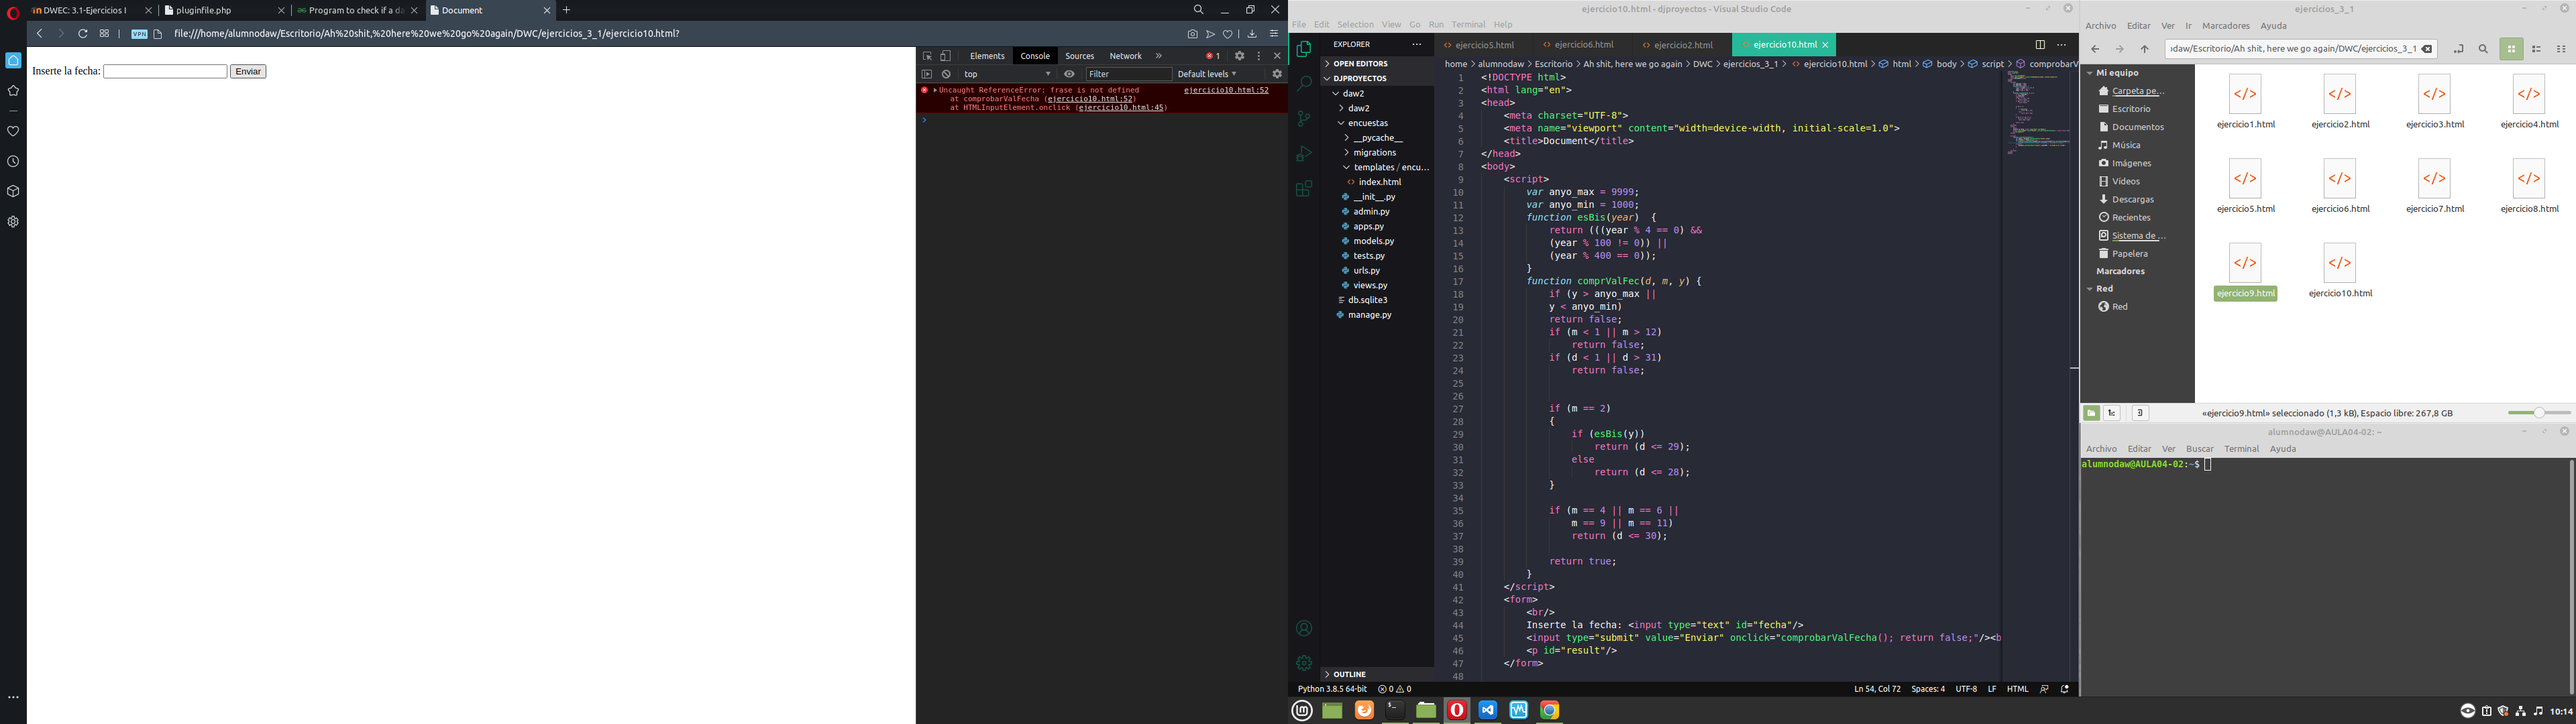 DWEC: 3.1-Ejercicios I
pluginfile.php
Program to check if a da
Document
VPN
file:///home/alumnodaw/Escritorio/Ah%20shit,%20here%20we%20go%20again/DWC/ejercicios_3_1/ejercicio10.html?
Inserte la fecha:
Enviar
Elements
Console
Sources
Network
1
top
Filter
Default levels
Uncaught ReferenceError: frase is not defined
ejercicio10.html:52
at comprobarValFecha (ejercicio10.html:52)
at HTMLInputElement.onclick (ejercicio10.html:45)
ejercicio10.html - djproyectos - Visual Studio Code
File Edit Selection View Go Run Terminal Help
EXPLORER
OPEN EDITORS
DJPROYECTOS
daw2
daw2
encuestas
__pycache__
migrations
templates / encu...
index.html
__init__.py
admin.py
apps.py
models.py
tests.py
urls.py
views.py
db.sqlite3
manage.py
OUTLINE
ejercicio5.html
ejercicio6.html
ejercicio2.html
ejercicio10.html
home > alumnodaw > Escritorio > Ah shit, here we go again > DWC > ejercicios_3_1 > ejercicio10.html > html > body > script > comprobarV
1 <!DOCTYPE html>
2 <html lang="en">
3 <head>
4 <meta charset="UTF-8">
5 <meta name="viewport" content="width=device-width, initial-scale=1.0">
6 <title>Document</title>
7 </head>
8 <body>
9 <script>
10 var anyo_max = 9999;
11 var anyo_min = 1000;
12 function esBis(year) {
13 return (((year % 4 == 0) &&
14 (year % 100 != 0)) ||
15 (year % 400 == 0));
16 }
17 function comprValFec(d, m, y) {
18 if (y > anyo_max ||
19 y < anyo_min)
20 return false;
21 if (m < 1 || m > 12)
22 return false;
23 if (d < 1 || d > 31)
24 return false;
25
26
27 if (m == 2)
28 {
29 if (esBis(y))
30 return (d <= 29);
31 else
32 return (d <= 28);
33 }
34
35 if (m == 4 || m == 6 ||
36 m == 9 || m == 11)
37 return (d <= 30);
38
39 return true;
40 }
41 </script>
42 <form>
43 <br/>
44 Inserte la fecha: <input type="text" id="fecha"/>
45 <input type="submit" value="Enviar" onclick="comprobarValFecha(); return false;"/><b
46 <p id="result"/>
47 </form>
48
Python 3.8.5 64-bit
0 0
Ln 54, Col 72
Spaces: 4
UTF-8
LF
HTML
ejercicios_3_1
Archivo Editar Ver Ir Marcadores Ayuda
daw/Escritorio/Ah shit, here we go again/DWC/ejercicios_3_1
Mi equipo
Carpeta pe...
Escritorio
Documentos
Música
Imágenes
Vídeos
Descargas
Recientes
Sistema de ...
Papelera
Marcadores
Red
Red
ejercicio1.html
ejercicio2.html
ejercicio3.html
ejercicio4.html
ejercicio5.html
ejercicio6.html
ejercicio7.html
ejercicio8.html
ejercicio9.html
ejercicio10.html
«ejercicio9.html» seleccionado (1,3 kB), Espacio libre: 267,8 GB
alumnodaw@AULA04-02: ~
Archivo Editar Ver Buscar Terminal Ayuda
alumnodaw@AULA04-02:~$
10:14